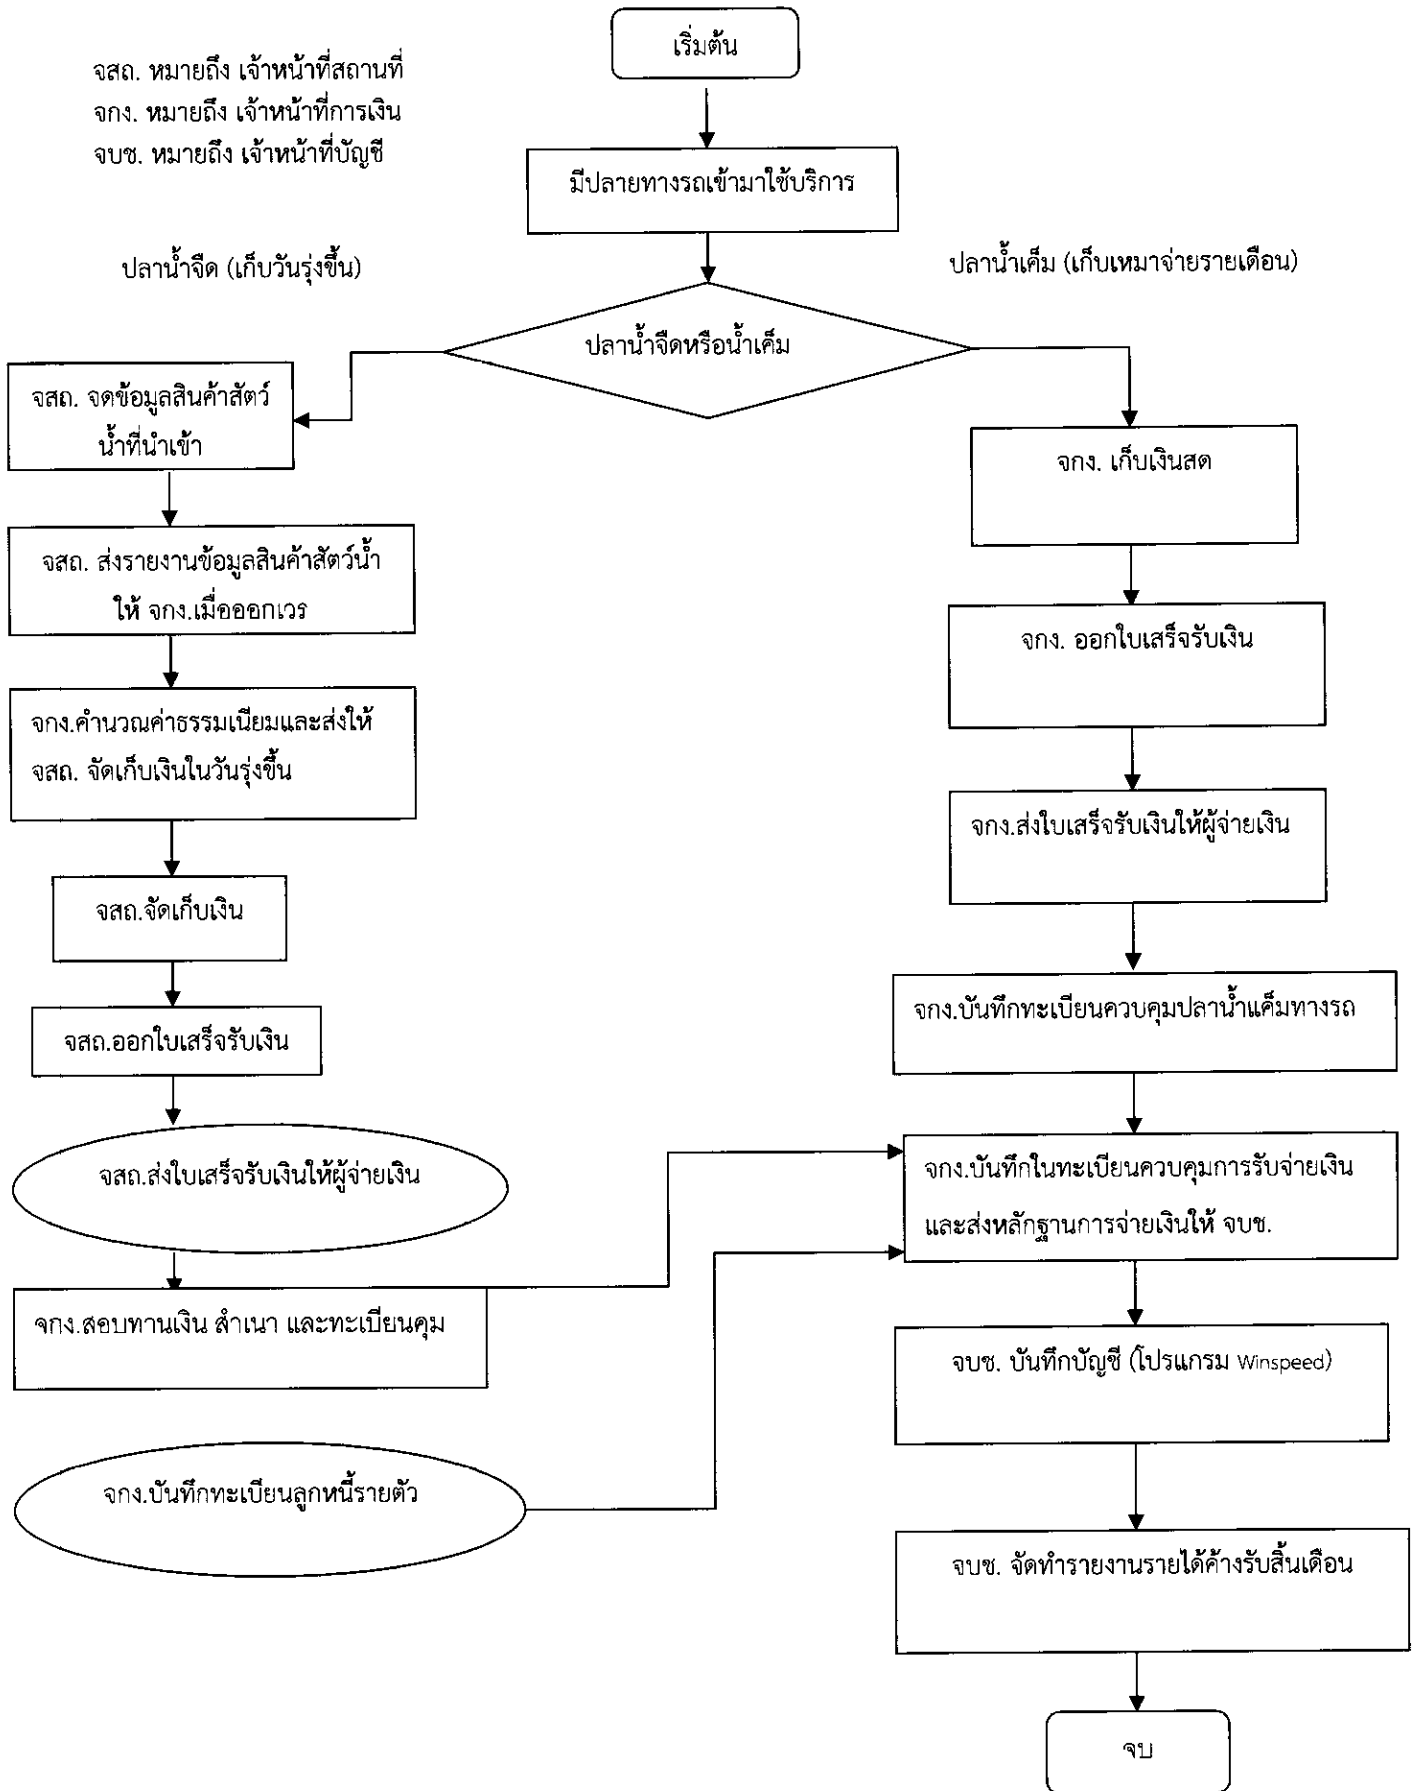 เริ่มต้น
จสถ. หมายถึง เจ้าหน้าที่สถานที่
จกง. หมายถึง เจ้าหน้าที่การเงิน
จบช. หมายถึง เจ้าหน้าที่บัญชี
มีปลายทางรถเข้ามาใช้บริการ
ปลาน้ำจืด (เก็บวันรุ่งขึ้น)
ปลาน้ำเค็ม (เก็บเหมาจ่ายรายเดือน)
ปลาน้ำจืดหรือน้ำเค็ม
จสถ. จดข้อมูลสินค้าสัตว์
น้ำที่นำเข้า
จสถ. ส่งรายงานข้อมูลสินค้าสัตว์น้ำ
ให้ จกง.เมื่อออกเวร
จกง.คำนวณค่าธรรมเนียมและส่งให้
จสถ. จัดเก็บเงินในวันรุ่งขึ้น
จสถ.จัดเก็บเงิน
จสถ.ออกใบเสร็จรับเงิน
จสถ.ส่งใบเสร็จรับเงินให้ผู้จ่ายเงิน
จกง.สอบทานเงิน สำเนา และทะเบียนคุม
จกง.บันทึกทะเบียนลูกหนี้รายตัว
จกง. เก็บเงินสด
จกง. ออกใบเสร็จรับเงิน
จกง.ส่งใบเสร็จรับเงินให้ผู้จ่ายเงิน
จกง.บันทึกทะเบียนควบคุมปลาน้ำแค็มทางรถ
จกง.บันทึกในทะเบียนควบคุมการรับจ่ายเงิน
และส่งหลักฐานการจ่ายเงินให้ จบช.
จบช. บันทึกบัญชี (โปรแกรม Winspeed)
จบช. จัดทำรายงานรายได้ค้างรับสิ้นเดือน
จบ